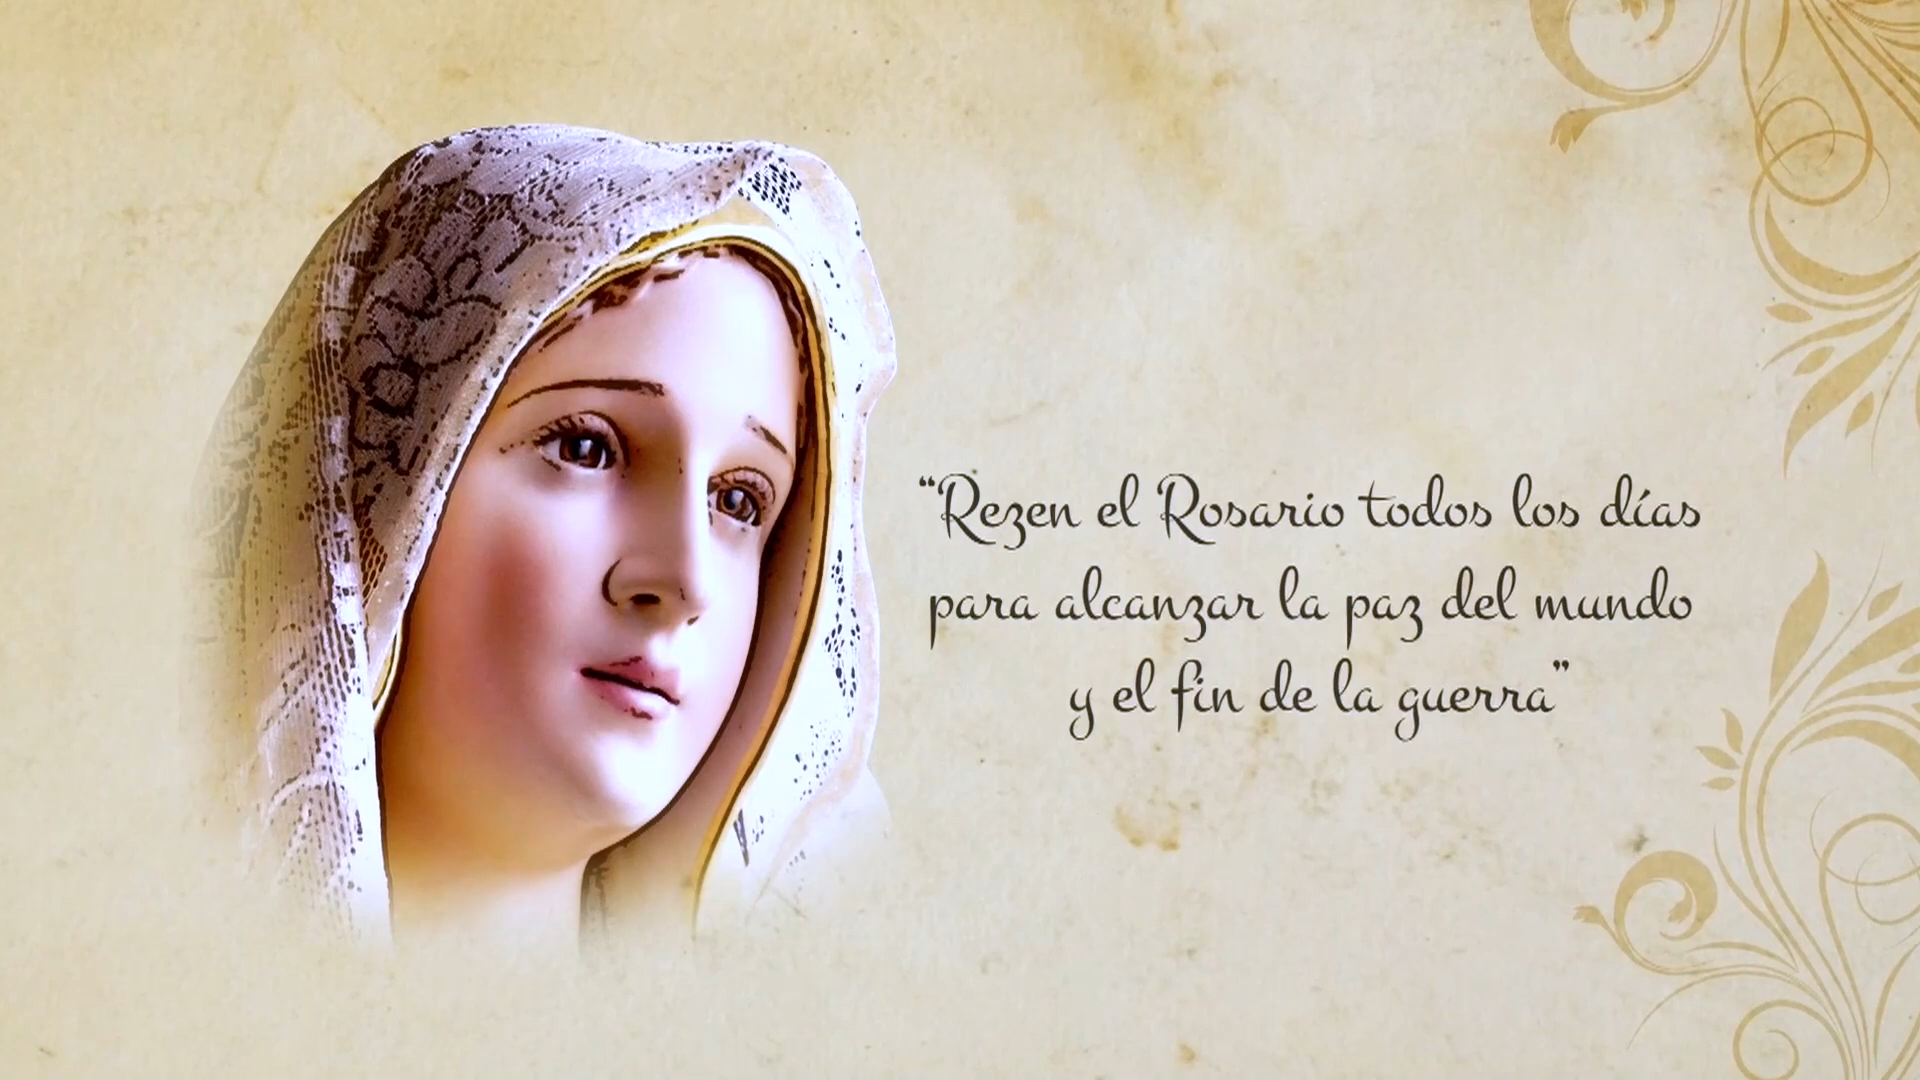 “Rezen el Rosario todos los días
para alcanzar la paz del mundo
y el fin de la guerra”